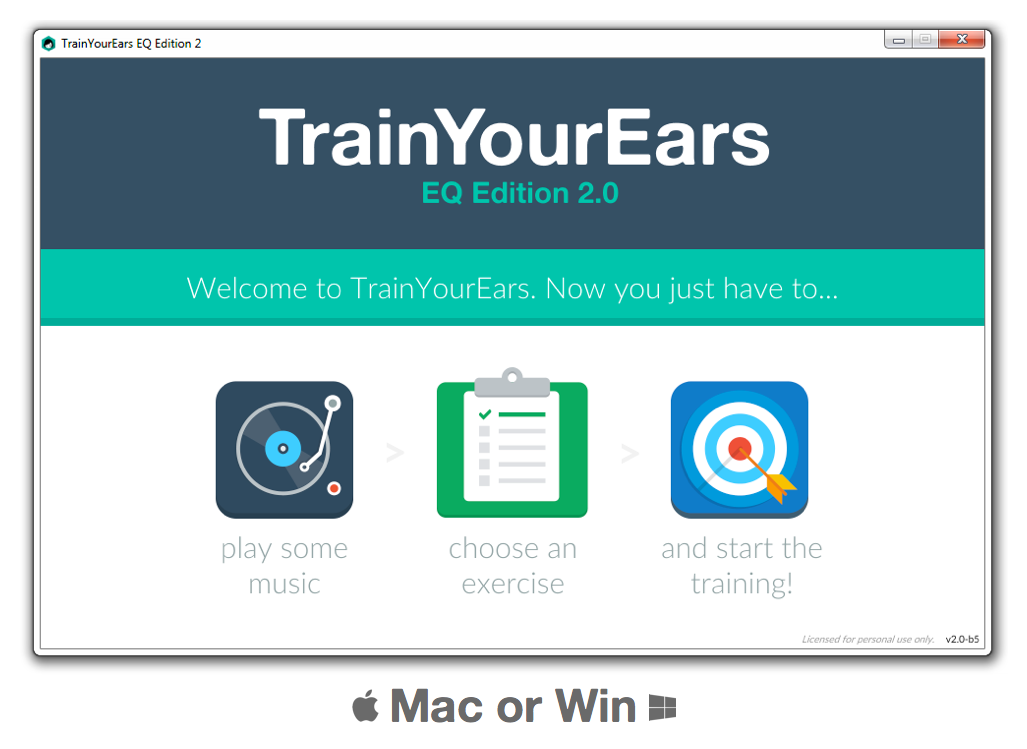 TrainYourEars EQ Edition 2
TrainYourEars
EQ Edition 2.0
Welcome to TrainYourEars. Now you just have to...
play some
music
>
choose an
exercise
>
and start the
training!
Licensed for personal use only. v2.0-b5
Mac or Win